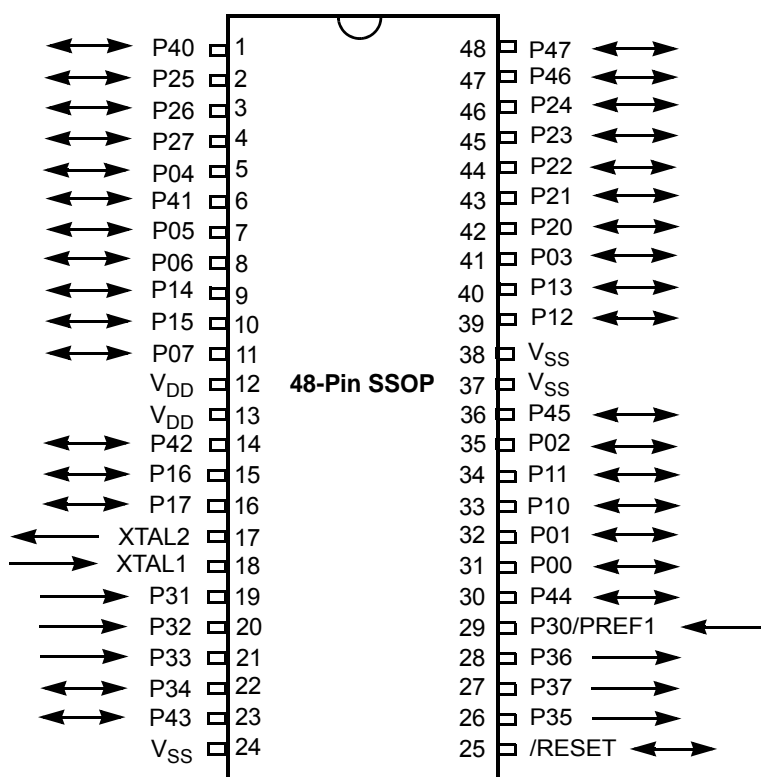 P40 1 48 P47
P25 2 47 P46
P26 3 46 P24
P27 4 45 P23
P04 5 44 P22
P41 6 43 P21
P05 7 42 P20
P06 8 41 P03
P14 9 40 P13
P15 10 39 P12
P07 11 38 VSS
VDD 12 48-Pin SSOP 37 VSS
VDD 13 36 P45
P42 14 35 P02
P16 15 34 P11
P17 16 33 P10
XTAL2 17 32 P01
XTAL1 18 31 P00
P31 19 30 P44
P32 20 29 P30/PREF1
P33 21 28 P36
P34 22 27 P37
P43 23 26 P35
VSS 24 25 /RESET